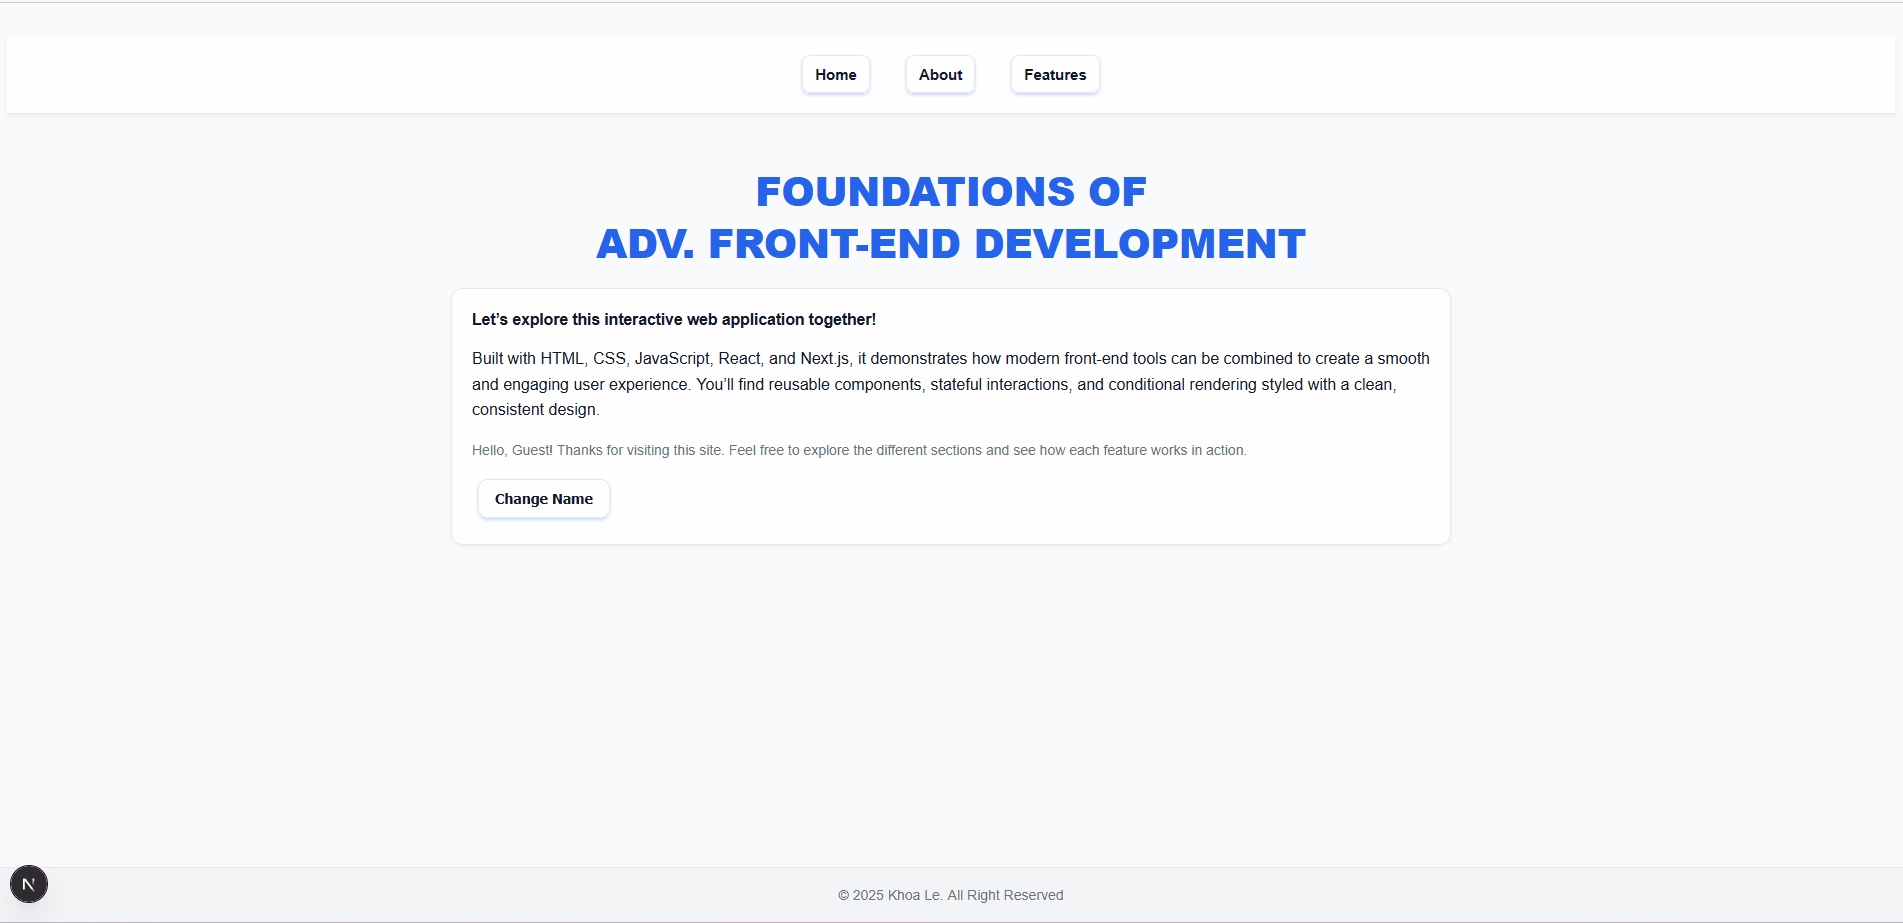 Home About Features
FOUNDATIONS OF
ADV. FRONT-END DEVELOPMENT
Let’s explore this interactive web application together!
Built with HTML, CSS, JavaScript, React, and Next.js, it demonstrates how modern front-end tools can be combined to create a smooth
and engaging user experience. You’ll find reusable components, stateful interactions, and conditional rendering styled with a clean,
consistent design.
Hello, Guest! Thanks for visiting this site. Feel free to explore the different sections and see how each feature works in action.
Change Name
N
© 2025 Khoa Le. All Right Reserved